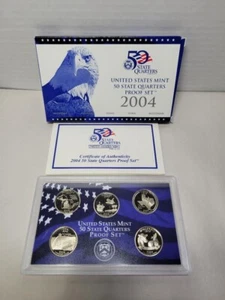 50
STATE
QUARTERS
UNITED STATES MINT
50 STATE QUARTERS
PROOF SET
2004
50
STATE
QUARTERS
Certificate of Authenticity
2004 50 State Quarters Proof Set
UNITED STATES MINT
50 STATE QUARTERS
PROOF SET